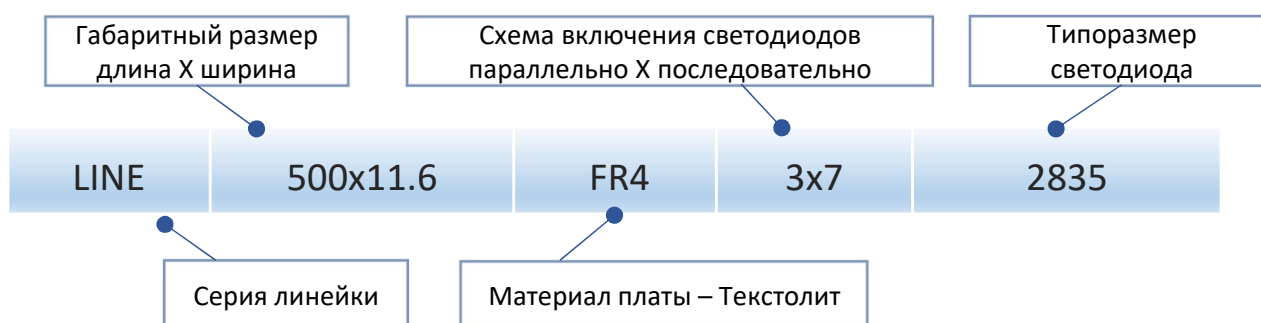 Габаритный размер
длина X ширина
Схема включения светодиодов
параллельно X последовательно
Типоразмер
светодиода
LINE 500x11.6 FR4 3x7 2835
Серия линейки
Материал платы – Текстолит